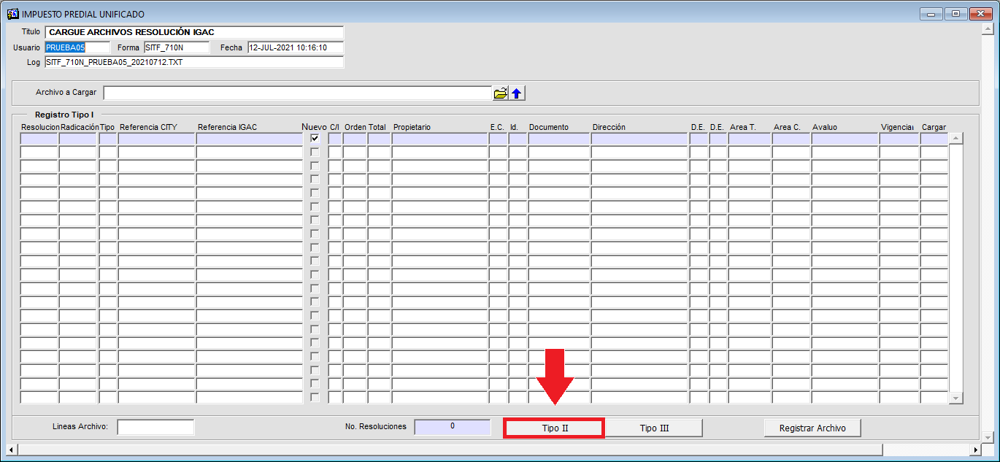 IMPUESTO PREDIAL UNIFICADO
Titulo CARGUE ARCHIVOS RESOLUCIÓN IGAC
Usuario PRUEBA05 Forma SITF_710N Fecha 12-JUL-2021 10:16:10
Log SITF_710N_PRUEBA05_20210712.TXT
Archivo a Cargar
Registro Tipo I
Resolucion Radicación Tipo Referencia CITY Referencia IGAC Nuevo C/I Orden Total Propietario E.C. Id. Documento Dirección D.E. D.E. Area T. Area C. Avaluo Vigencia Cargar
Lineas Archivo: No. Resoluciones 0 Tipo II Tipo III Registrar Archivo